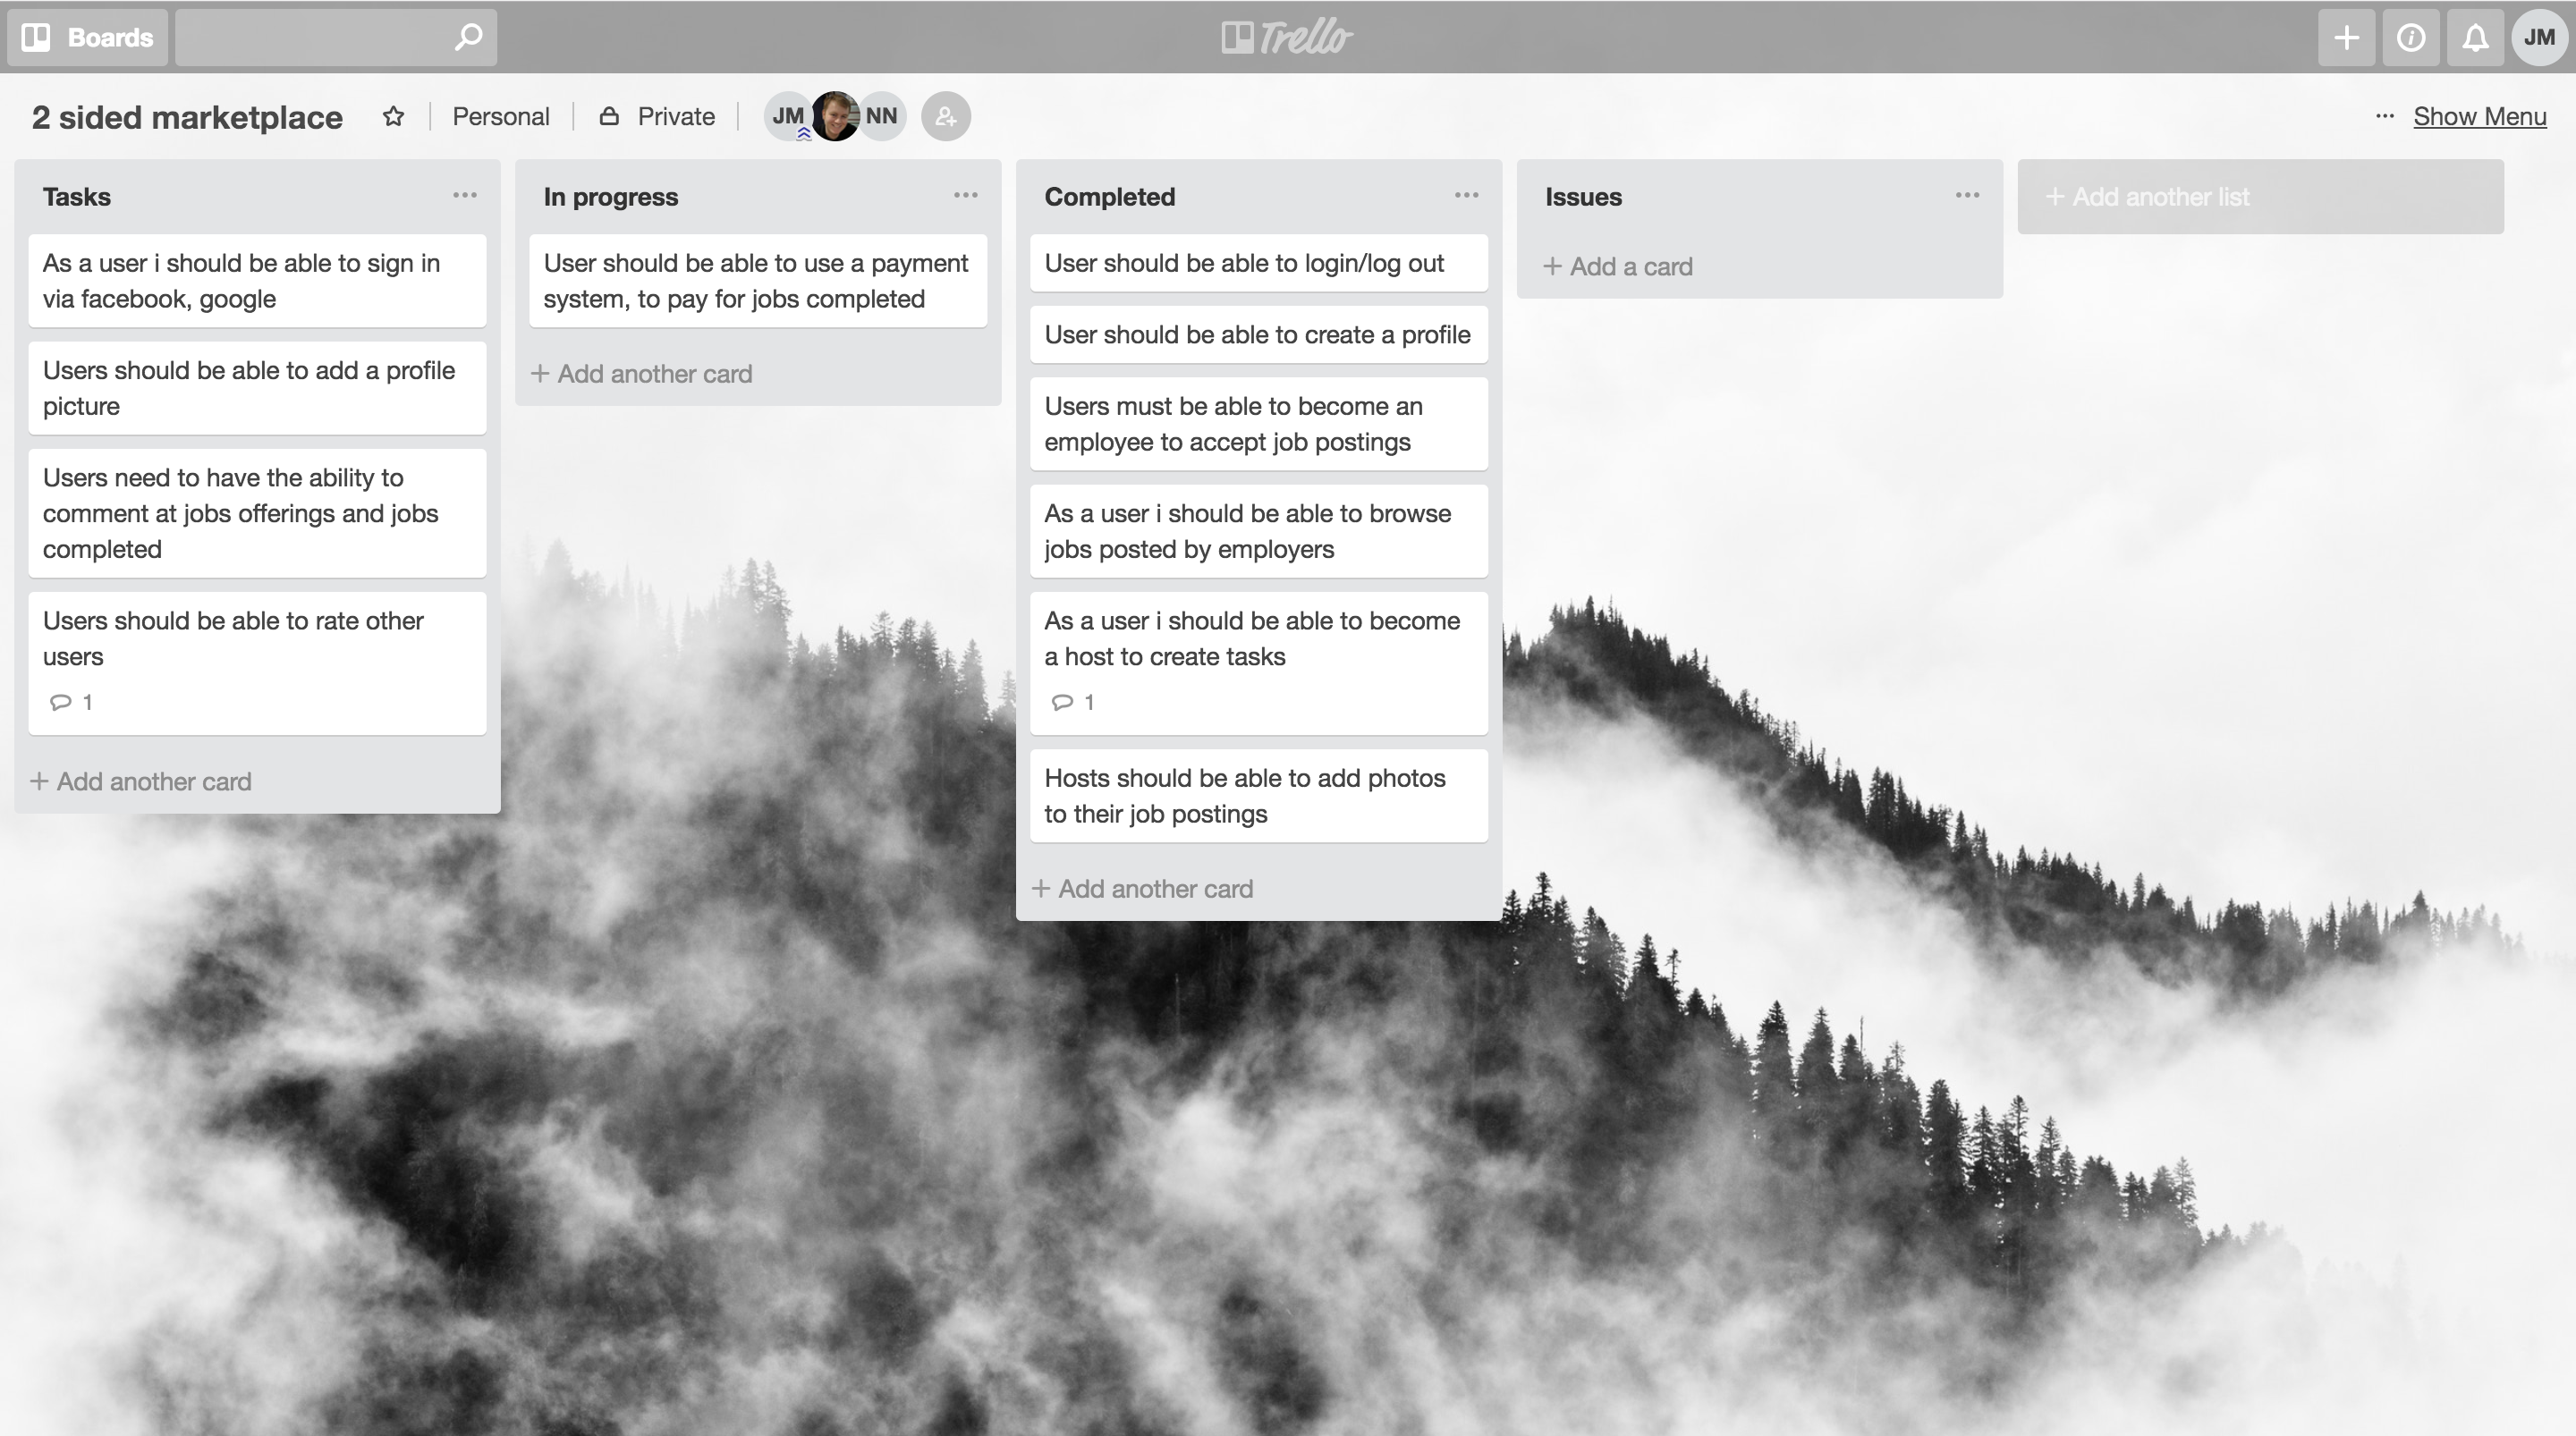 Boards
Trello
JM
2 sided marketplace
Personal
Private
JM
NN
... Show Menu
Tasks
As a user i should be able to sign in
via facebook, google
Users should be able to add a profile
picture
Users need to have the ability to
comment at jobs offerings and jobs
completed
Users should be able to rate other
users
1
+ Add another card
In progress
User should be able to use a payment
system, to pay for jobs completed
+ Add another card
Completed
User should be able to login/log out
User should be able to create a profile
Users must be able to become an
employee to accept job postings
As a user i should be able to browse
jobs posted by employers
As a user i should be able to become
a host to create tasks
1
Hosts should be able to add photos
to their job postings
+ Add another card
Issues
+ Add a card
+ Add another list